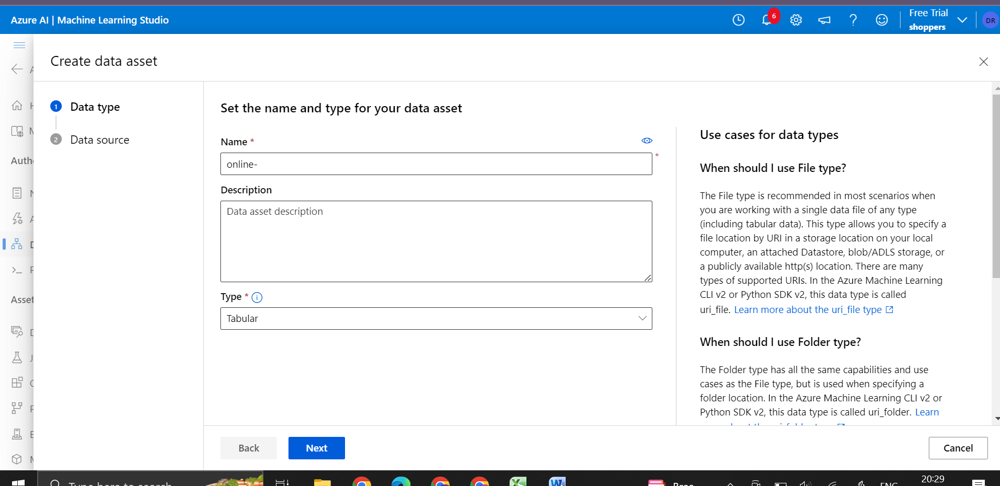 Azure AI | Machine Learning Studio
6
Free Trial
shoppers
DR
Create data asset
1 Data type
2 Data source
Auth
Asset
Set the name and type for your data asset
Name *
*
online-
Description
Data asset description
Type *
Tabular
Use cases for data types
When should I use File type?
The File type is recommended in most scenarios when
you are working with a single data file of any type
(including tabular data). This type allows you to specify a
file location by URI in a storage location on your local
computer, an attached Datastore, blob/ADLS storage, or
a publicly available http(s) location. There are many
types of supported URIs. In the Azure Machine Learning
CLI v2 or Python SDK v2, this data type is called
uri_file. Learn more about the uri_file type
When should I use Folder type?
The Folder type has all the same capabilities and use
cases as the File type, but is used when specifying a
folder location. In the Azure Machine Learning CLI v2 or
Python SDK v2, this data type is called uri_folder. Learn
Back
Next
Cancel
Type here to search
ENG
20:29